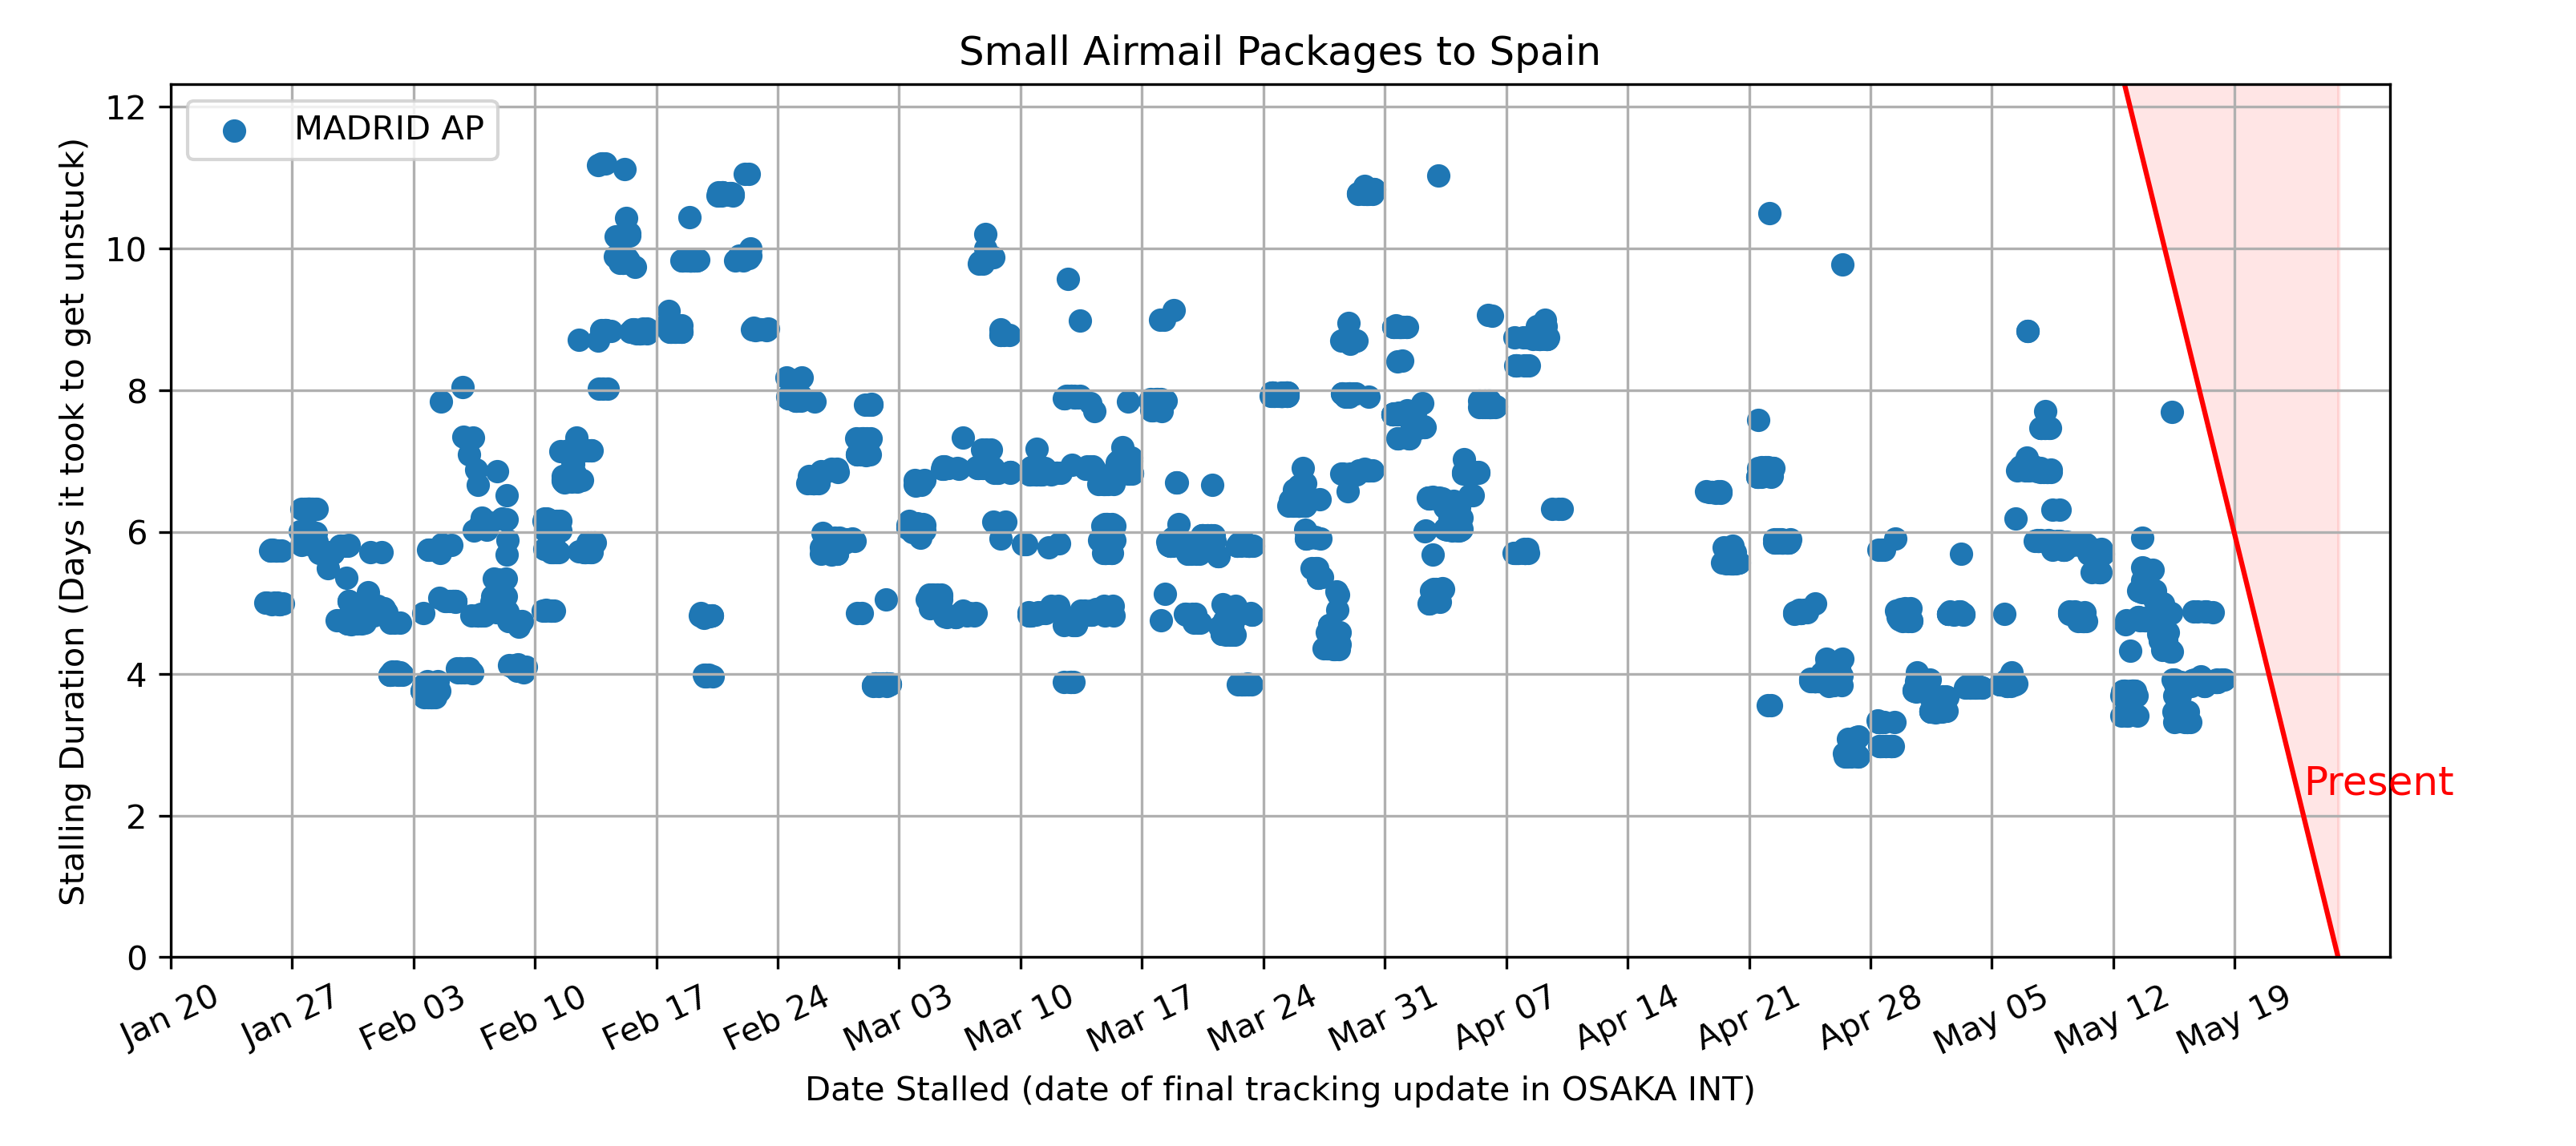 Small Airmail Packages to Spain
MADRID AP
Stalling Duration (Days it took to get unstuck)
12
10
8
6
4
2
0
Present
Jan 20 Jan 27 Feb 03 Feb 10 Feb 17 Feb 24 Mar 03 Mar 10 Mar 17 Mar 24 Mar 31 Apr 07 Apr 14 Apr 21 Apr 28 May 05 May 12 May 19
Date Stalled (date of final tracking update in OSAKA INT)